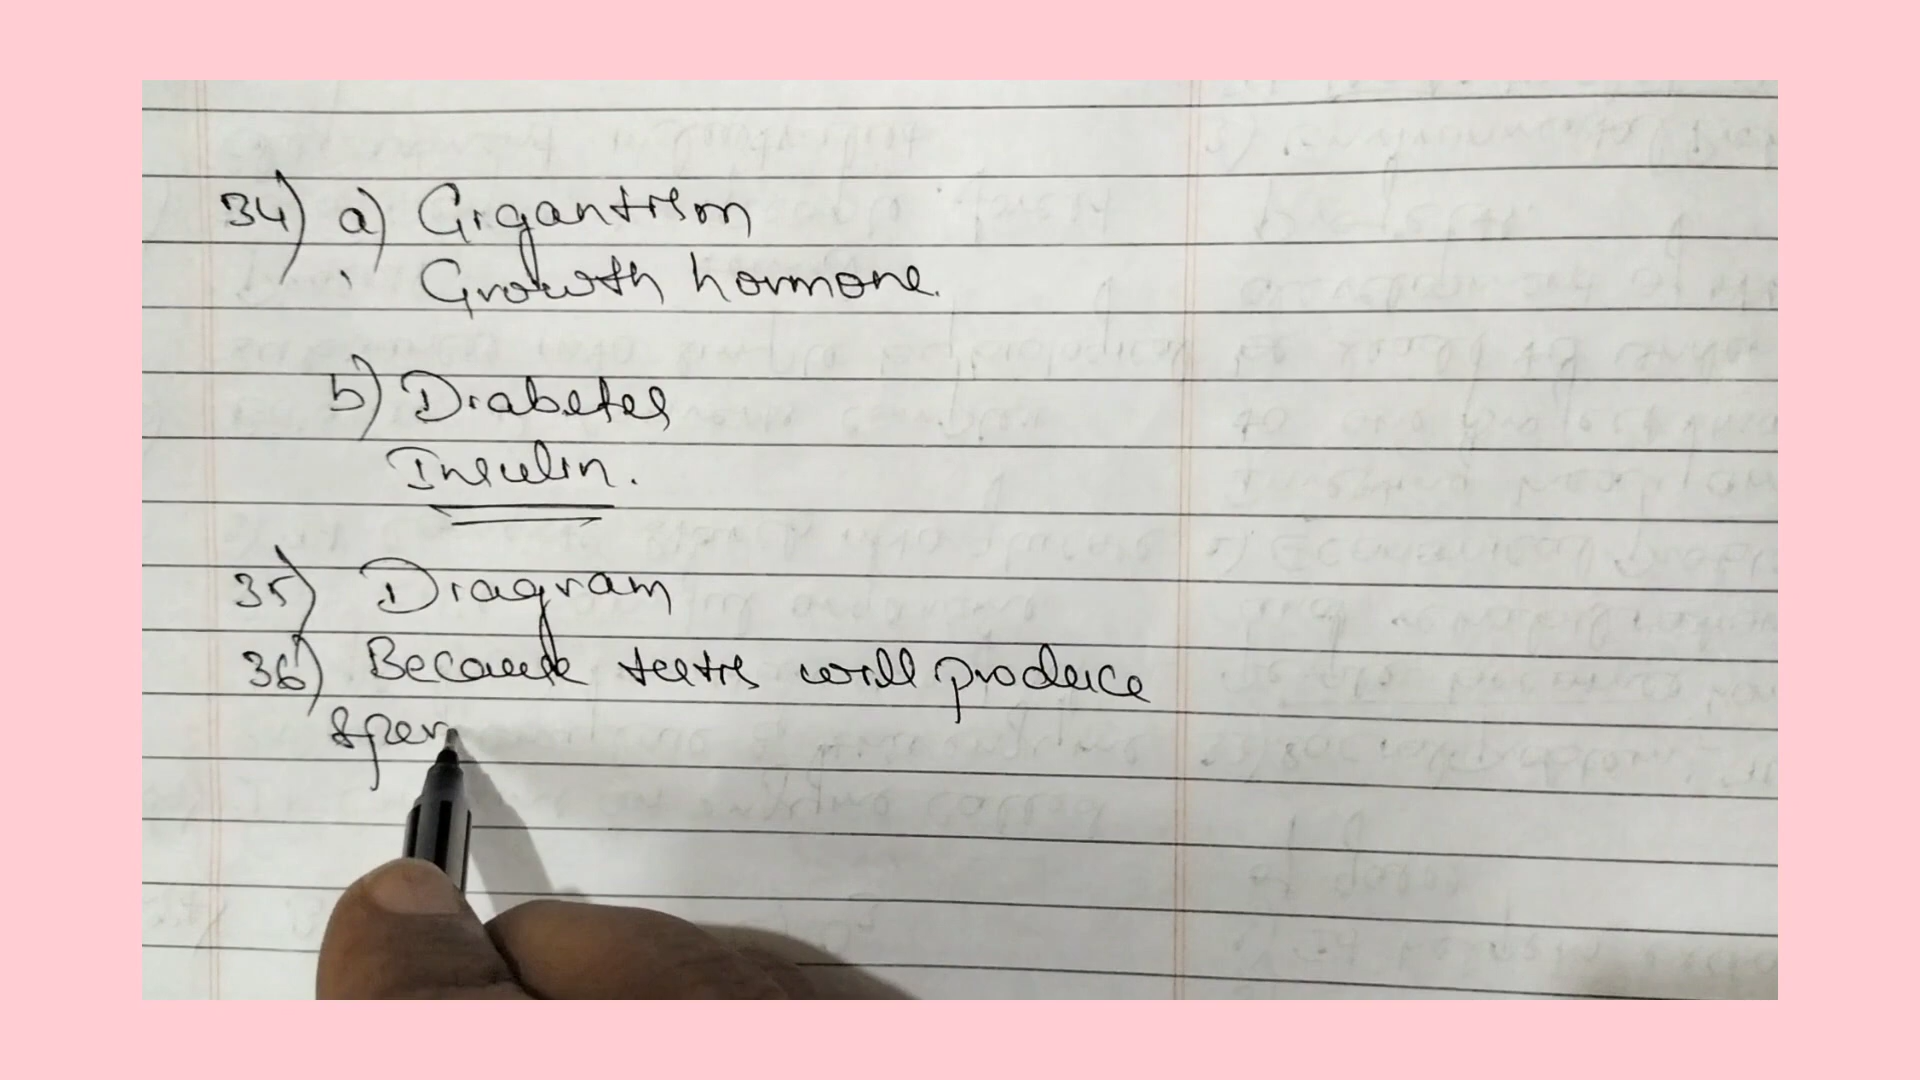 34) a) Gigantism
Growth hormone.
b) Diabetes
Insulin.
35) Diagram
36) Because testis will produce
sper